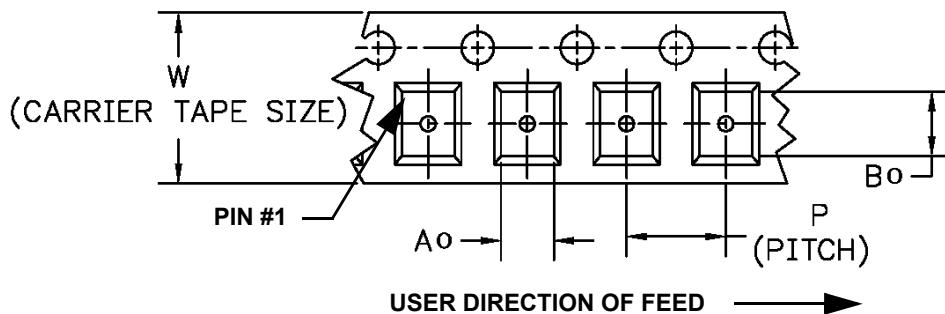 W
(CARRIER TAPE SIZE)
PIN #1
Ao
Bo
P
(PITCH)
USER DIRECTION OF FEED